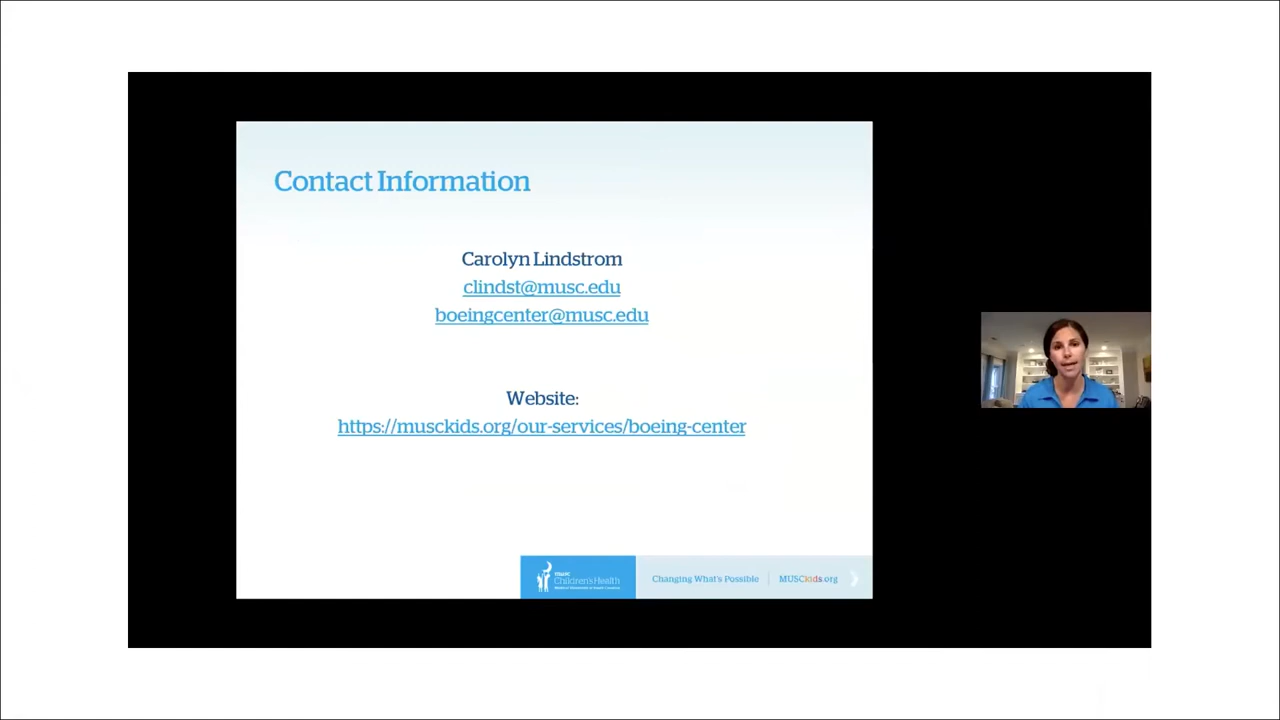 Contact Information
Carolyn Lindstrom
clindst@musc.edu
boeingcenter@musc.edu
Website:
https://musckids.org/our-services/boeing-center
musc
Children's Health
Changing What's Possible
MUSCkids.org